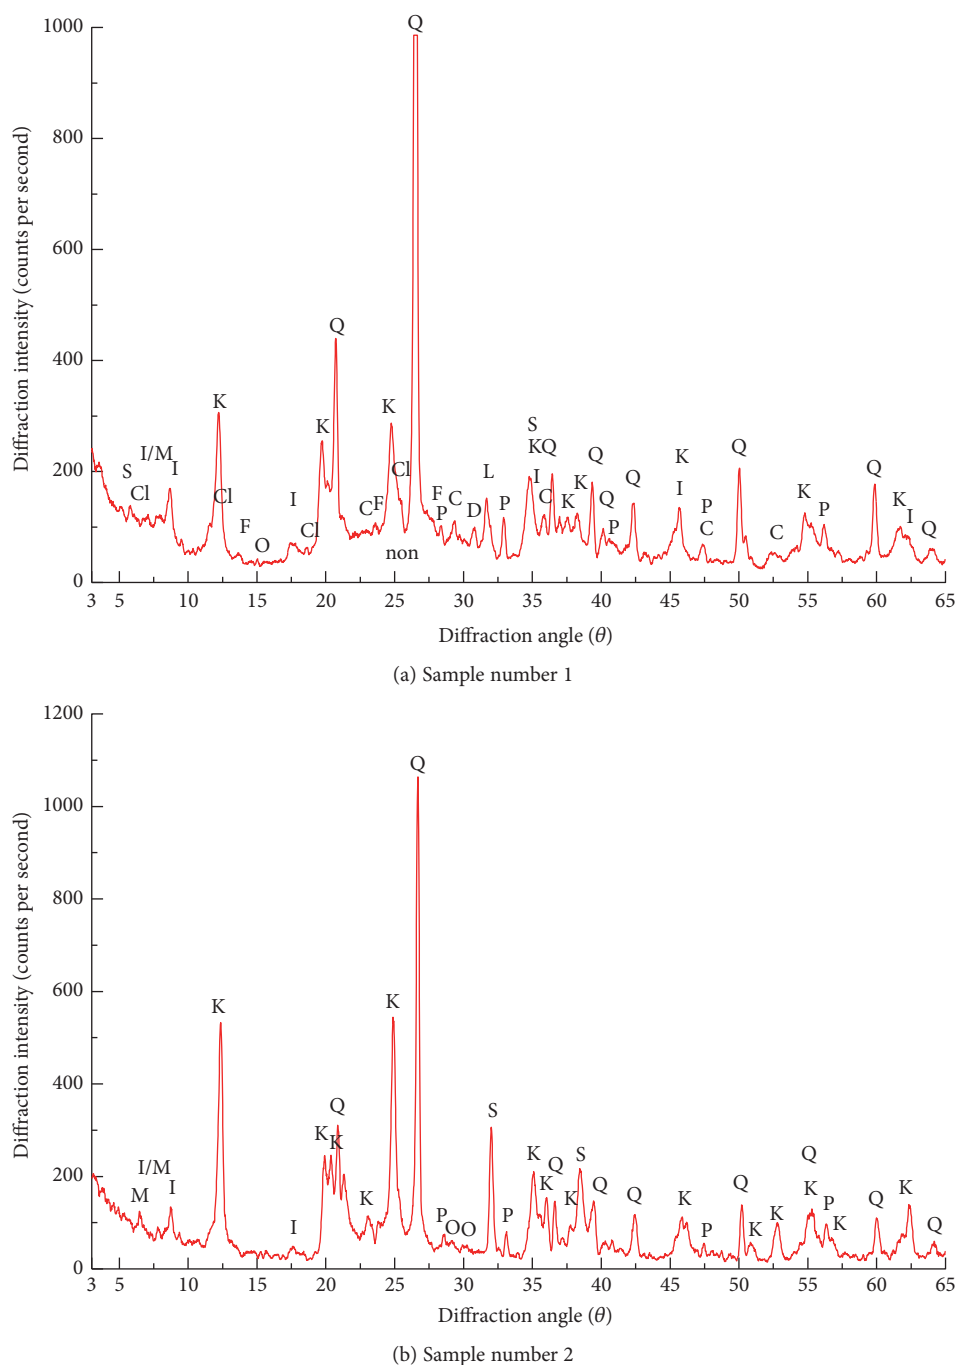 1000
Q
800
600
400
Q
K
K
K
S
I/M
I
S
Cl
Cl
Cl
L
K
Q
Q
Q
Q
K
Q
K
I
F
C
F
C
D
P
I
C
K
K
Q
I
P
K
P
K
I
F
O
Cl
P
P
C
C
Q
non
200
0
3
5
10
15
20
25
30
35
40
45
50
55
60
65
Diffraction intensity (counts per second)
Diffraction angle (θ)
(a) Sample number 1
1200
Q
1000
800
600
K
K
400
Q
S
K
K
200
I/M
M
I
K
K
Q
K
S
Q
Q
K
Q
Q
K
K
P
Q
K
I
P
O
O
P
P
K
K
K
Q
0
3
5
10
15
20
25
30
35
40
45
50
55
60
65
Diffraction intensity (counts per second)
Diffraction angle (θ)
(b) Sample number 2